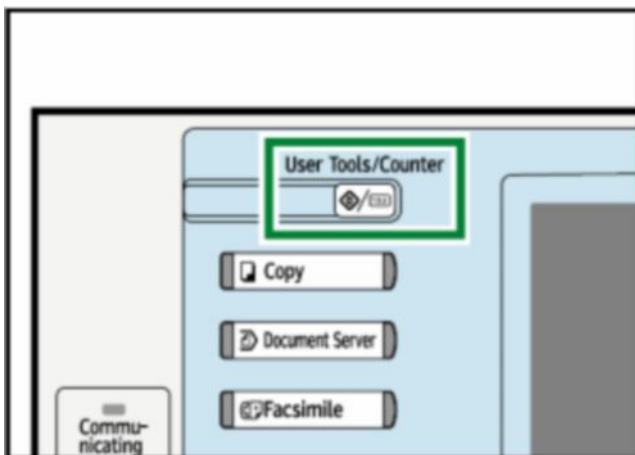 User Tools/Counter
Copy
Document Server
Facsimile
Commu-
nicating